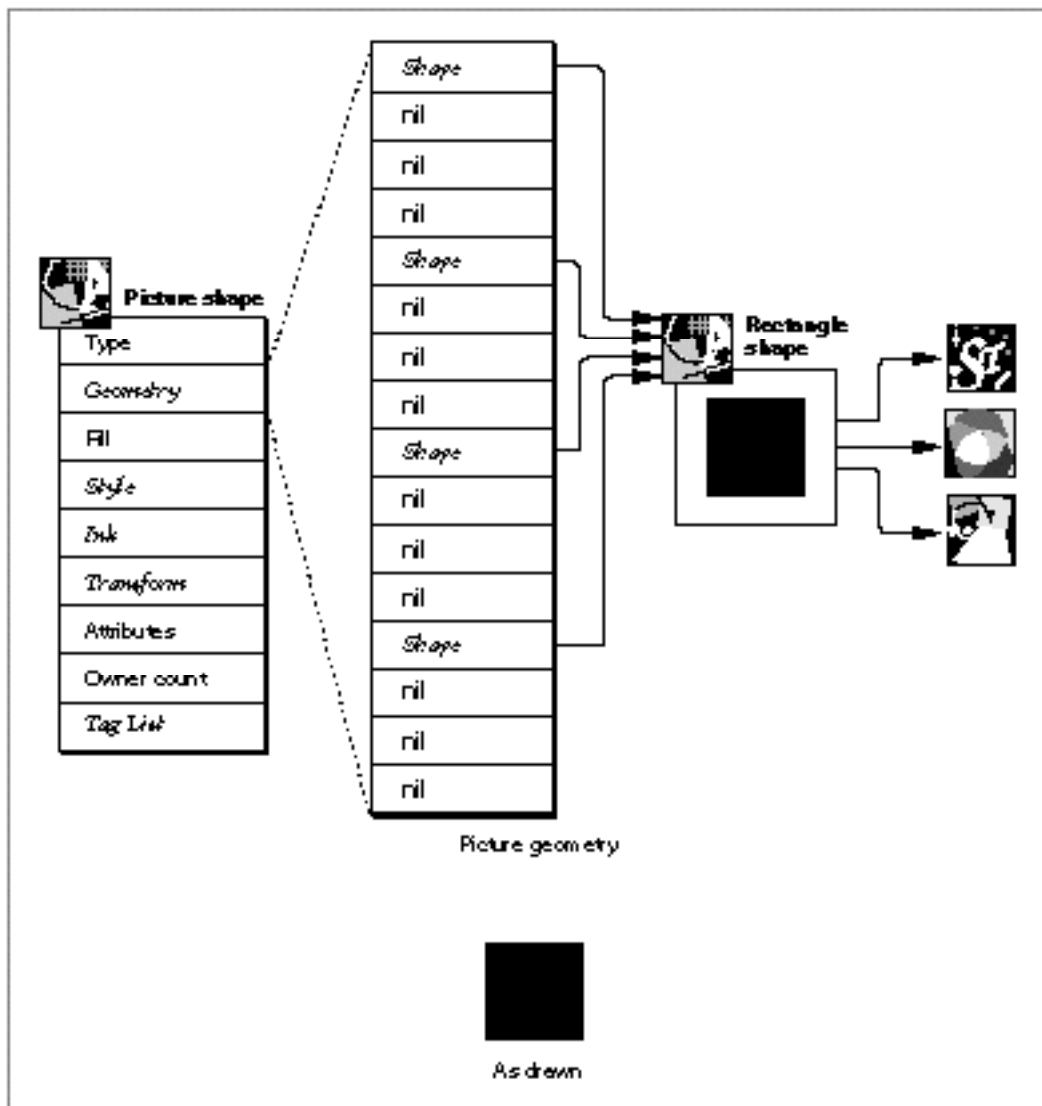 Picture shape
Type
Geometry
Fill
Style
Ink
Transform
Attributes
Owner count
Tag List
Shape
nil
nil
nil
Shape
nil
nil
nil
Shape
nil
nil
nil
Shape
nil
nil
nil
Picture geometry
Rectangle
shape
As drawn